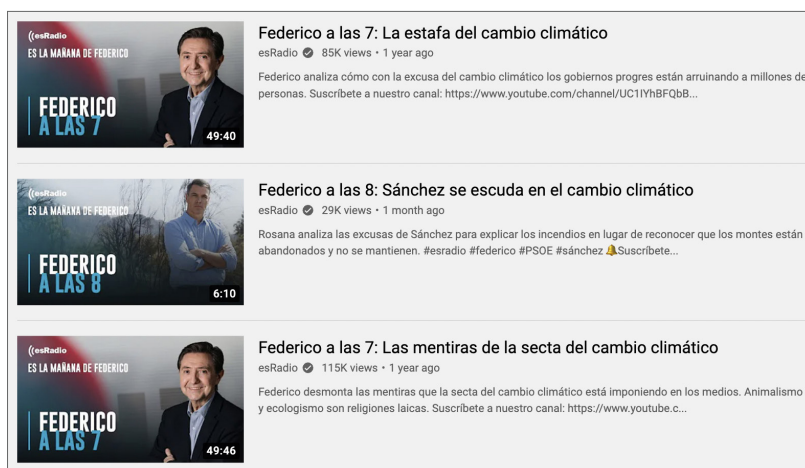 ((esRadio
ES LA MAÑANA DE FEDERICO
FEDERICO
A LAS 7
49:40
Federico a las 7: La estafa del cambio climático
esRadio 85K views • 1 year ago
Federico analiza cómo con la excusa del cambio climático los gobiernos progres están arruinando a millones de
personas. Suscríbete a nuestro canal: https://www.youtube.com/channel/UC1IYhBFQbB...
((esRadio
ES LA MAÑANA DE FEDERICO
FEDERICO
A LAS 8
6:10
Federico a las 8: Sánchez se escuda en el cambio climático
esRadio 29K views • 1 month ago
Rosana analiza las excusas de Sánchez para explicar los incendios en lugar de reconocer que los montes están
abandonados y no se mantienen. #esradio #federico #PSOE #sánchez 🔔Suscríbete...
((esRadio
ES LA MAÑANA DE FEDERICO
FEDERICO
A LAS 7
49:46
Federico a las 7: Las mentiras de la secta del cambio climático
esRadio 115K views • 1 year ago
Federico desmonta las mentiras que la secta del cambio climático está imponiendo en los medios. Animalismo
y ecologismo son religiones laicas. Suscríbete a nuestro canal: https://www.youtube.c...